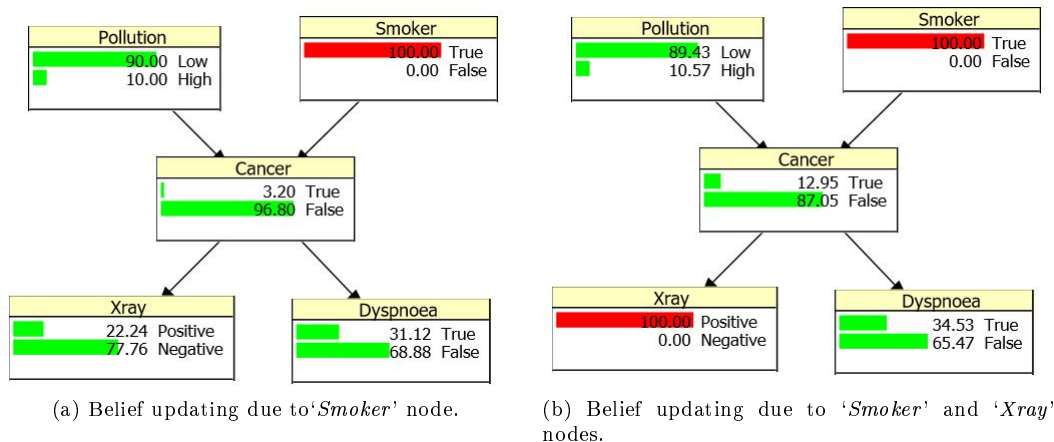 Pollution
90.00 Low
10.00 High
Smoker
100.00 True
0.00 False
Cancer
3.20 True
96.80 False
Xray
22.24 Positive
77.76 Negative
Dyspnoea
31.12 True
68.88 False
(a) Belief updating due to‘Smoker’ node.
Pollution
89.43 Low
10.57 High
Smoker
100.00 True
0.00 False
Cancer
12.95 True
87.05 False
Xray
100.00 Positive
0.00 Negative
Dyspnoea
34.53 True
65.47 False
(b) Belief updating due to ‘Smoker’ and ‘Xray’
nodes.